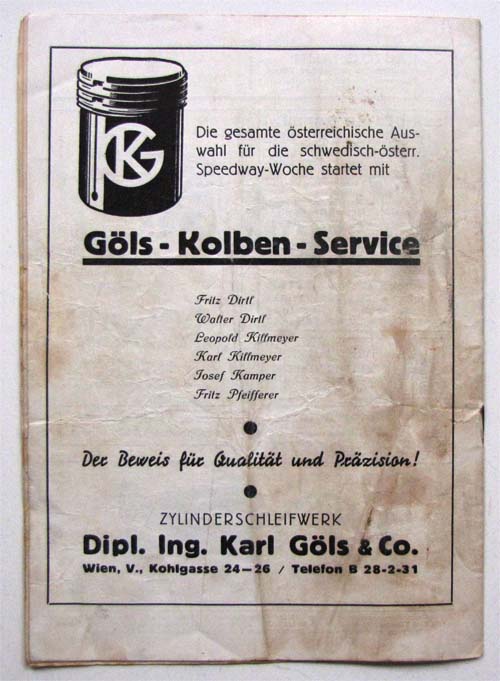 KG
Die gesamte österreichische Aus-
wahl für die schwedisch-österr.
Speedway-Woche startet mit
Göls - Kolben - Service
Fritz Dirtl
Walter Dirtl
Leopold Killmeyer
Karl Killmeyer
Josef Kamper
Fritz Pfeifferer
Der Beweis für Qualität und Präzision!
ZYLINDERSCHLEIFWERK
Dipl. Ing. Karl Göls & Co.
Wien, V., Kohlgasse 24—26 / Telefon B 28-2-31